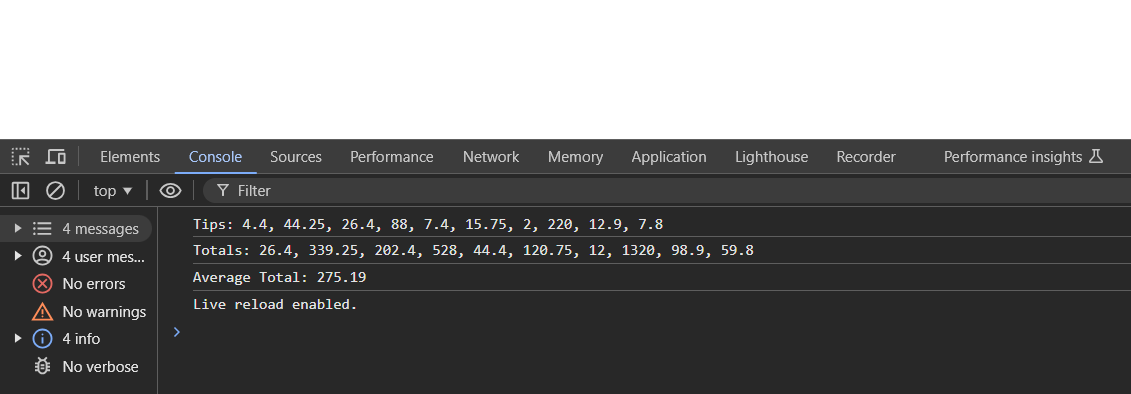 Elements Console Sources Performance Network Memory Application Lighthouse Recorder Performance insights
top Filter
4 messages
4 user mes...
No errors
No warnings
4 info
No verbose
Tips: 4.4, 44.25, 26.4, 88, 7.4, 15.75, 2, 220, 12.9, 7.8
Totals: 26.4, 339.25, 202.4, 528, 44.4, 120.75, 12, 1320, 98.9, 59.8
Average Total: 275.19
Live reload enabled.